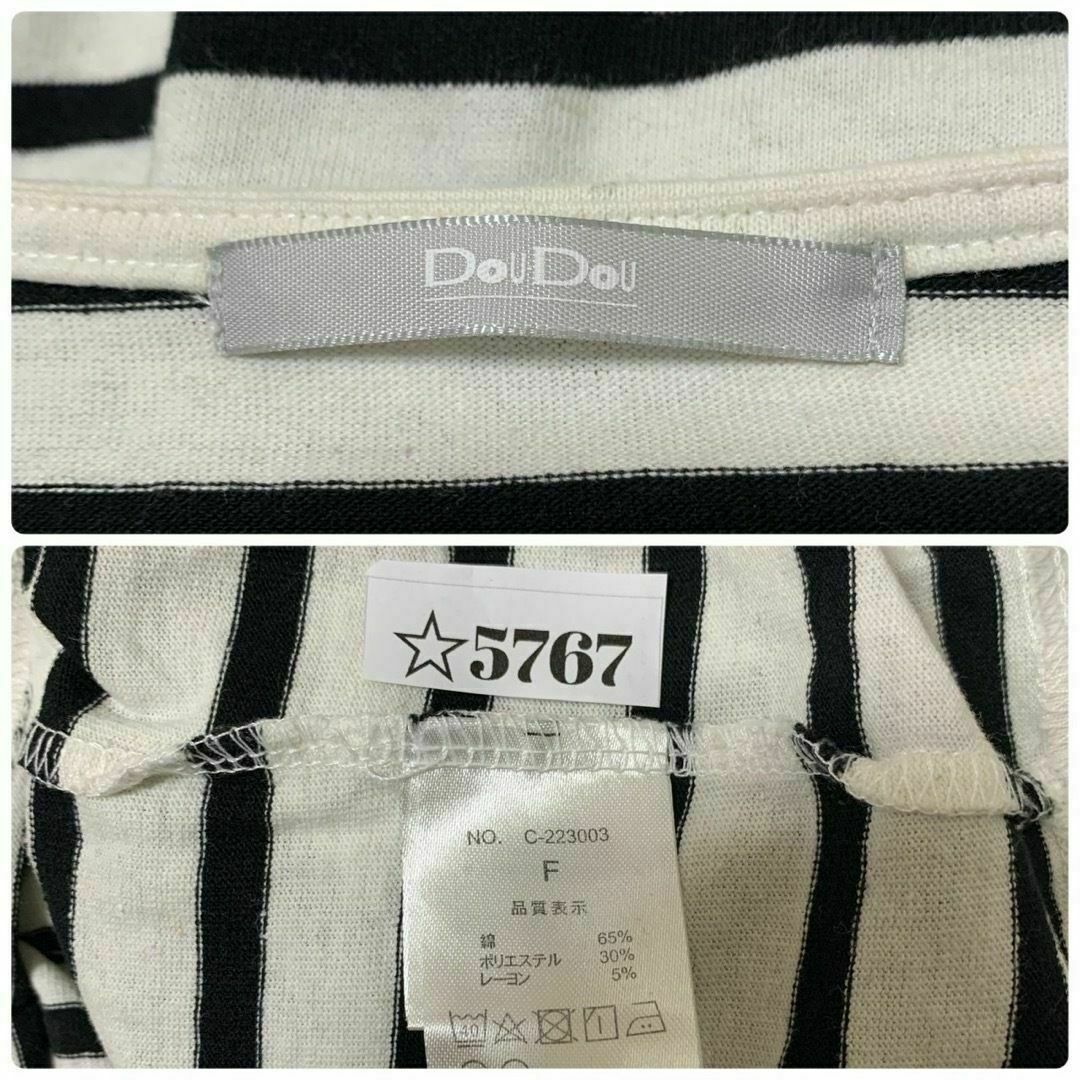 DouDou
☆5767
NO. C-223003
F
品質表示
綿 65%
ポリエステル 30%
レーヨン 5%